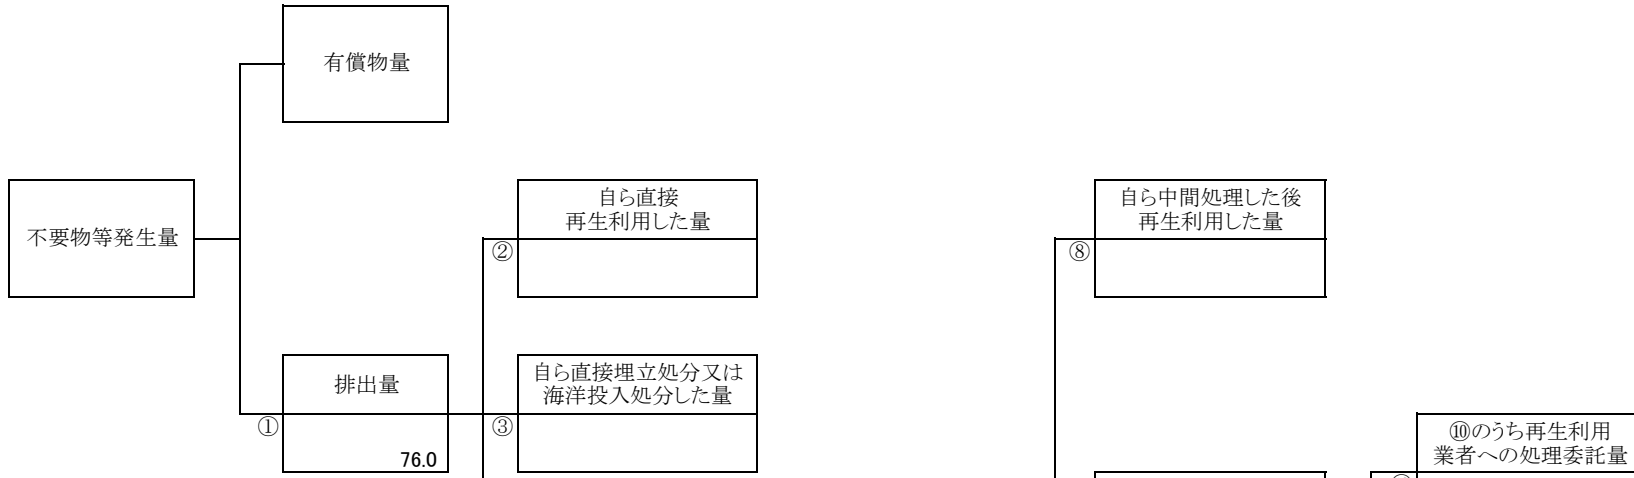 有償物量
不要物等発生量
自ら直接
再生利用した量
②
自ら中間処理した後
再生利用した量
⑧
排出量
①
76.0
自ら直接埋立処分又は
海洋投入処分した量
③
⑩のうち再生利用
業者への処理委託量